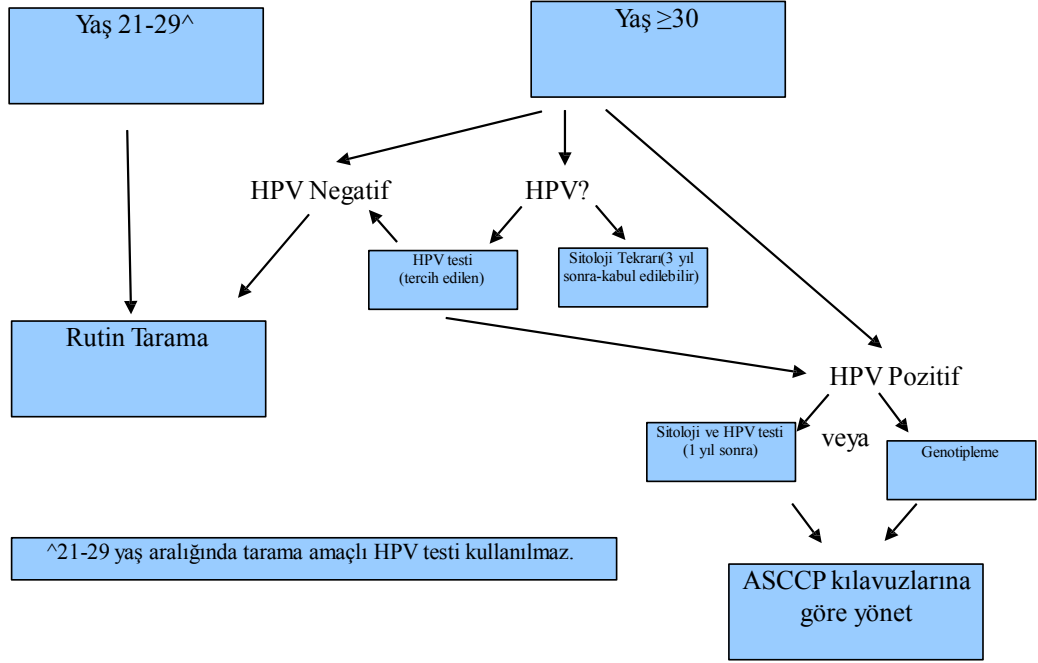 Yaş 21-29^
Yaş ≥30
HPV Negatif
HPV?
HPV testi
(tercih edilen)
Sitoloji Tekrarı(3 yıl
sonra-kabul edilebilir)
Rutin Tarama
HPV Pozitif
Sitoloji ve HPV testi
(1 yıl sonra)
veya
Genotipleme
^21-29 yaş aralığında tarama amaçlı HPV testi kullanılmaz.
ASCCP kılavuzlarına
göre yönet